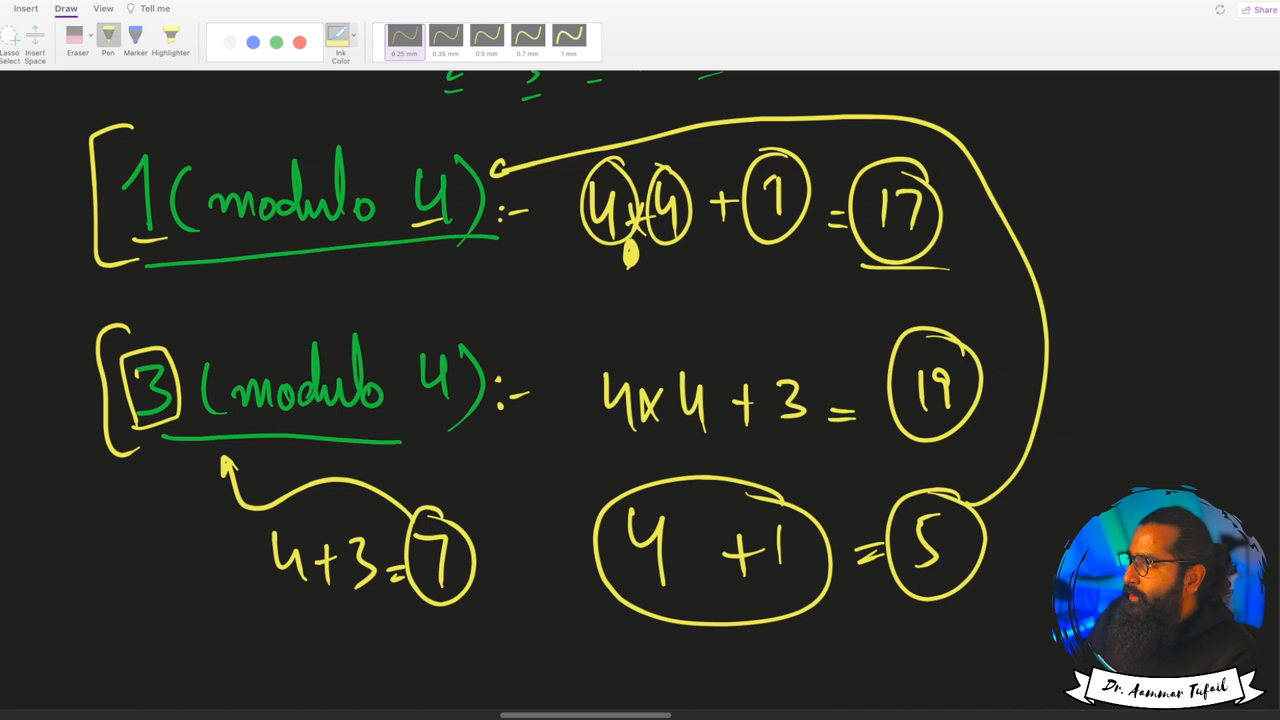 Insert Draw View Tell me
Share
Lasso Select
Insert Space
Eraser
Pen
Marker
Highlighter
Ink Color
0.25 mm 0.35 mm 0.5 mm 0.7 mm 1 mm
2 3
1 (modulo 4) :- 4 x 4 + 1 = 17
3 (modulo 4) :- 4 x 4 + 3 = 19
4 + 3 = 7
4 + 1 = 5
Dr. Aammar Tufail